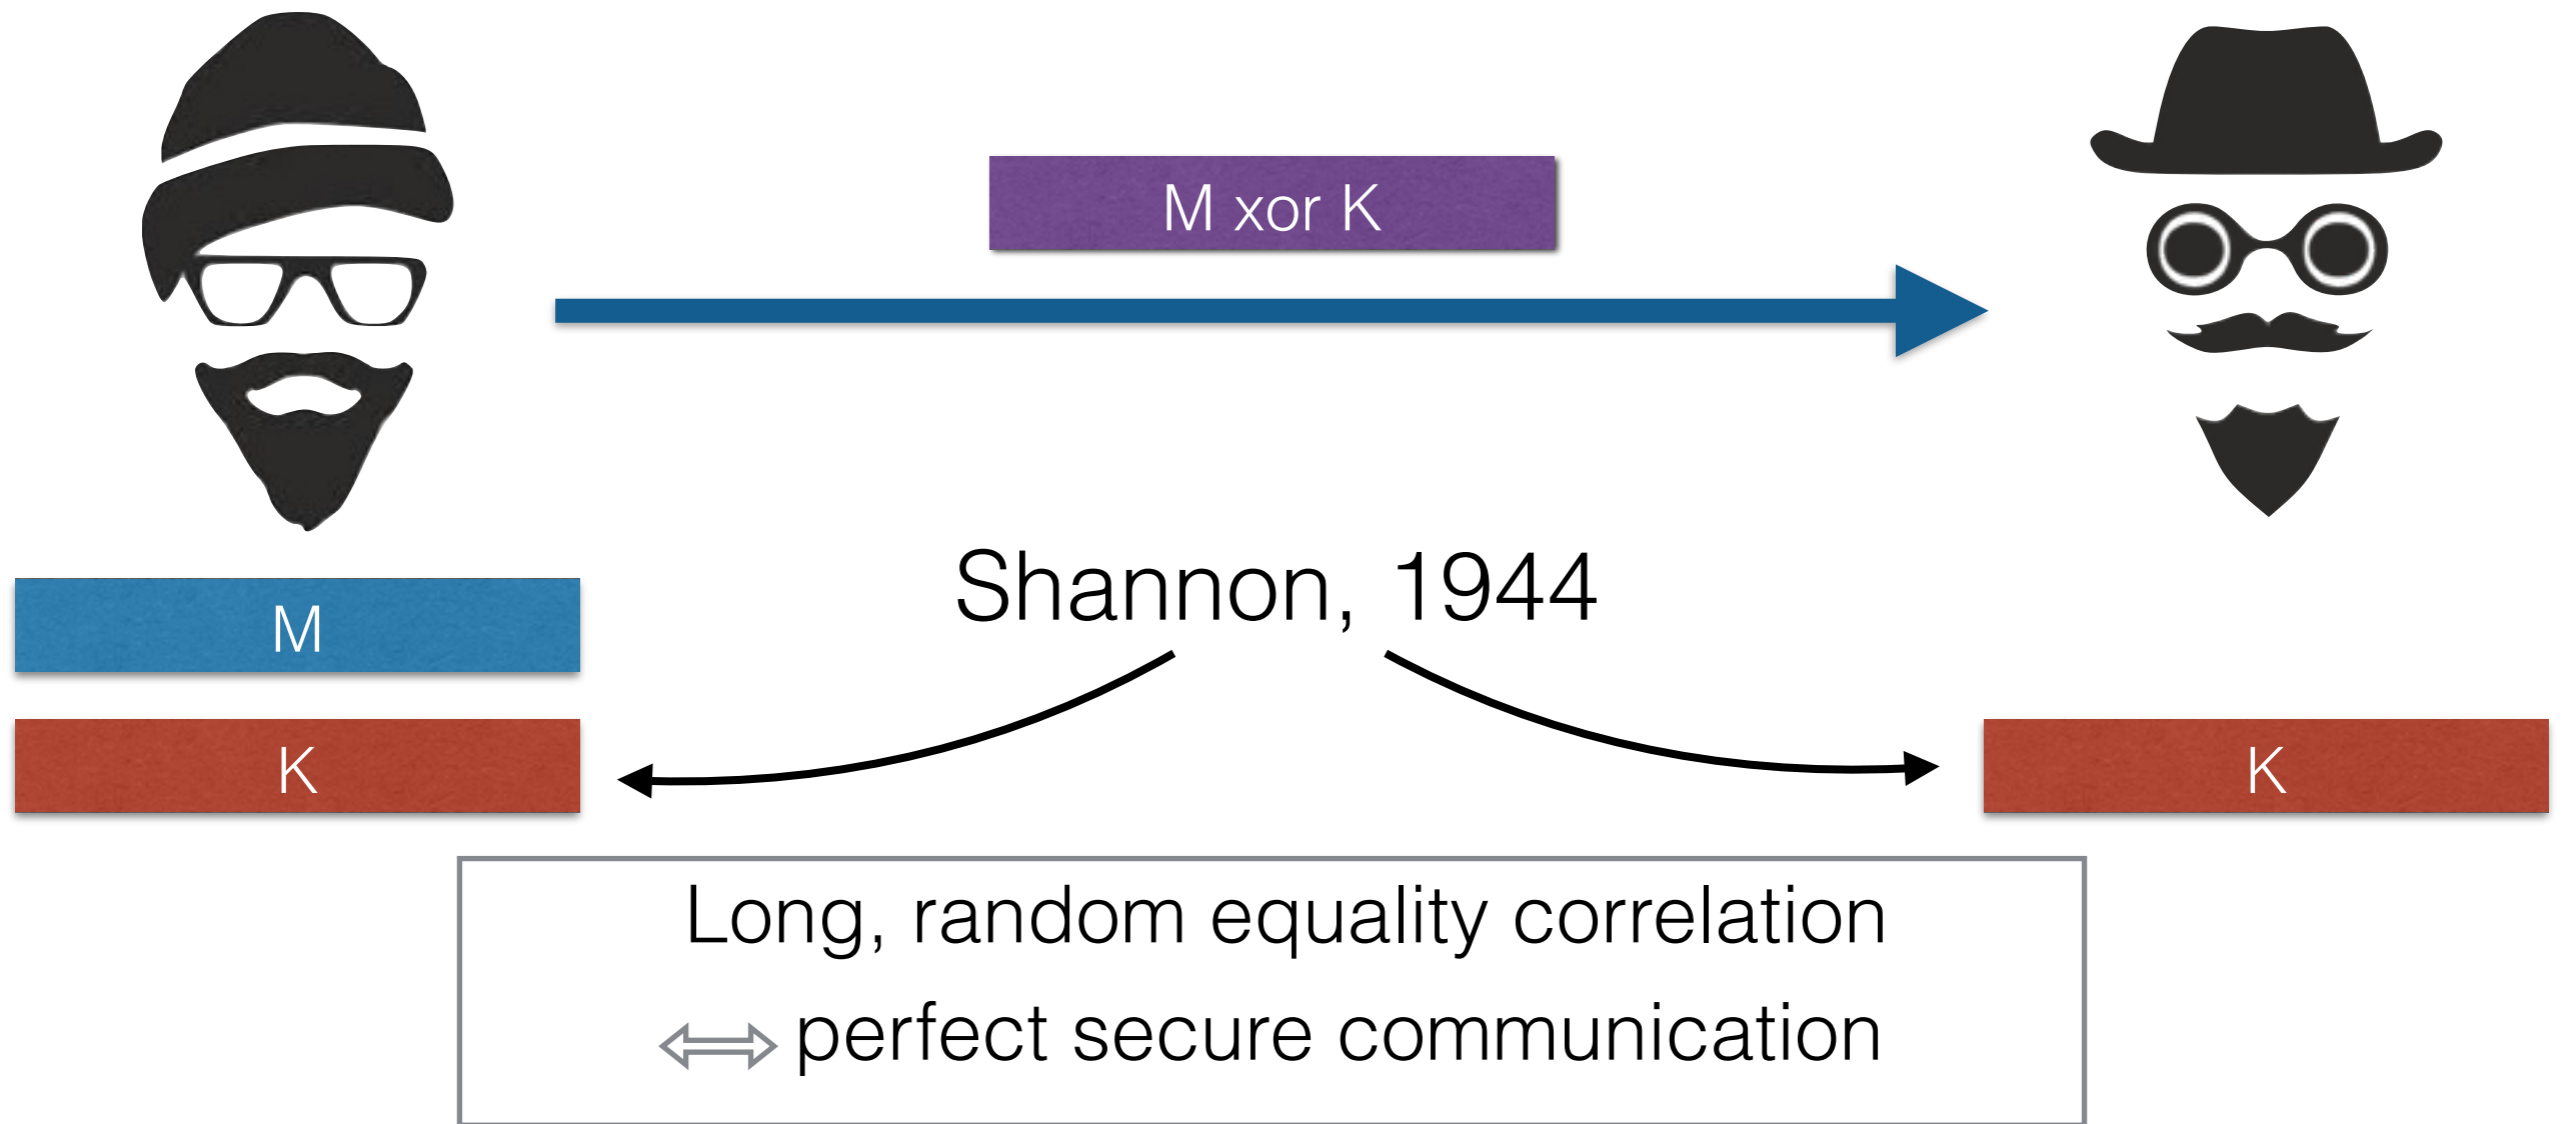 M xor K
Shannon, 1944
M
K
K
Long, random equality correlation
⇔ perfect secure communication